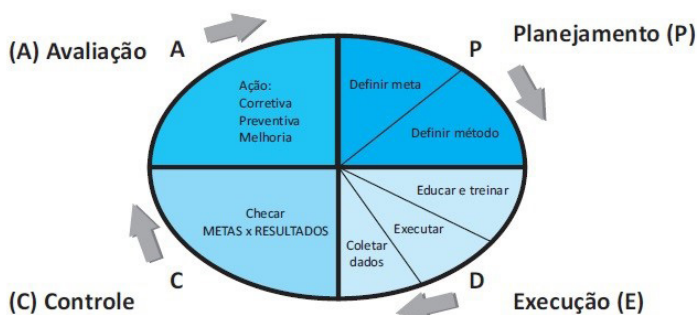 (A) Avaliação
A
P
Planejamento (P)
Ação:
Corretiva
Preventiva
Melhoria
Definir meta
Definir método
Educar e treinar
Executar
Coletar
dados
Checar
METAS x RESULTADOS
C
D
(C) Controle
Execução (E)